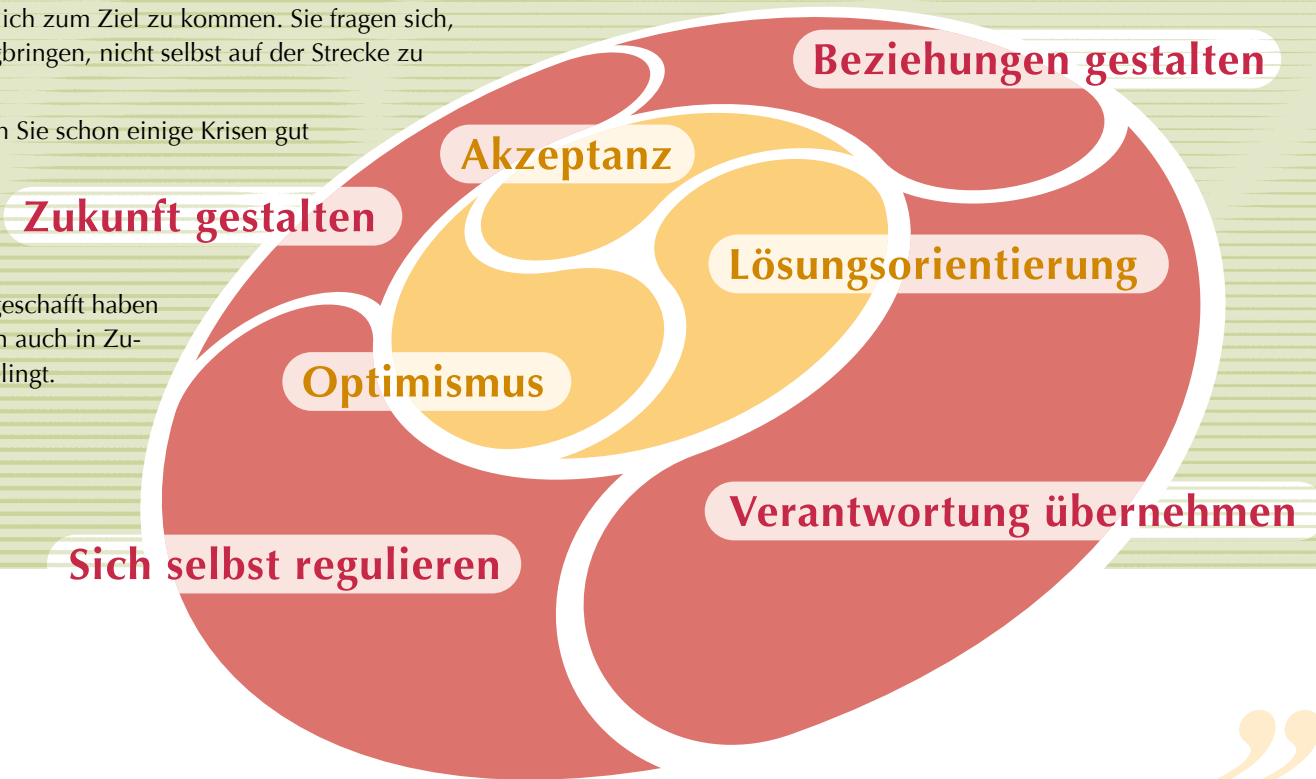 ich zum Ziel zu kommen. Sie fragen sich,
bringen, nicht selbst auf der Strecke zu
Sie schon einige Krisen gut
geschafft haben
auch in Zu-
lingt.
Beziehungen gestalten
Akzeptanz
Zukunft gestalten
Lösungsorientierung
Optimismus
Verantwortung übernehmen
Sich selbst regulieren
”